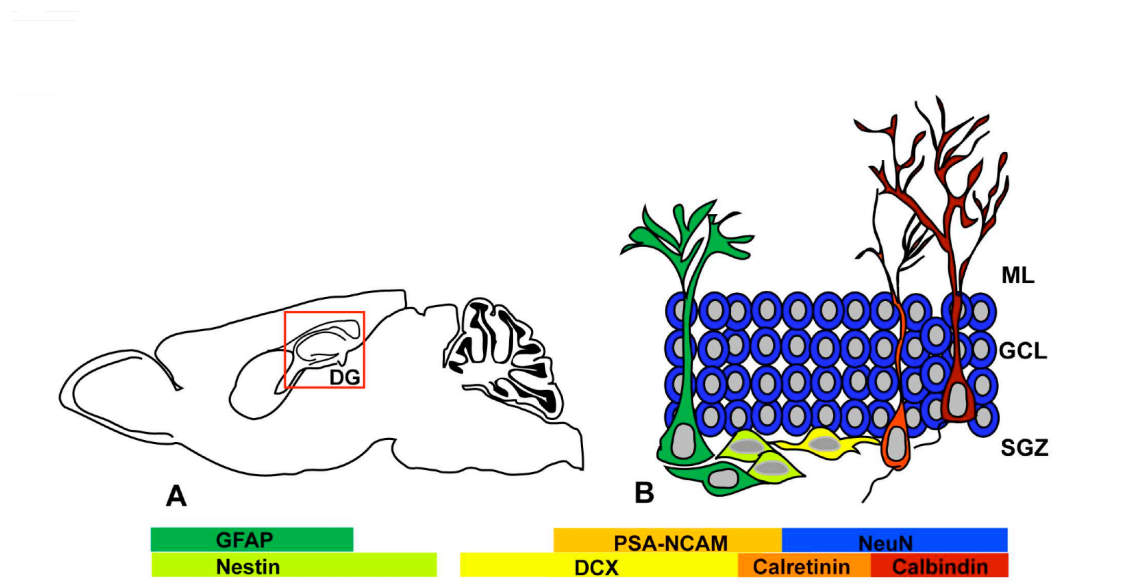 ML
GCL
DG
SGZ
A
B
GFAP PSA-NCAM NeuN
Nestin DCX Calretinin Calbindin